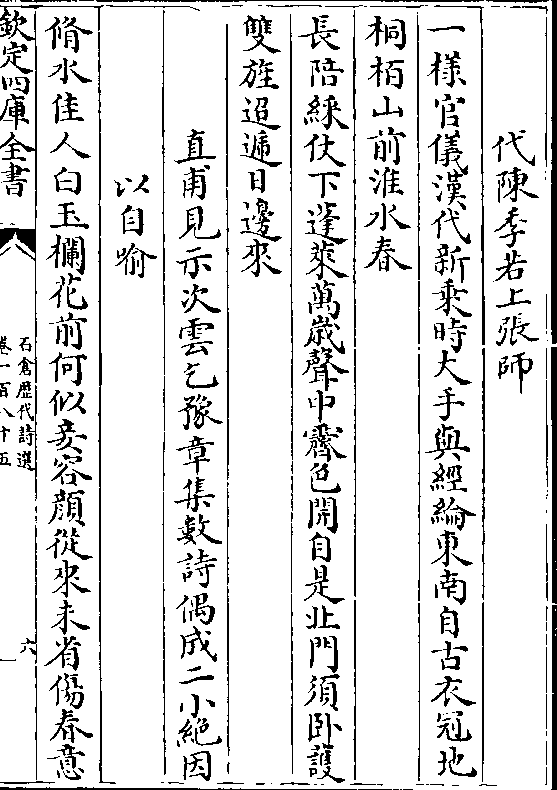 代陳季若上張帥
一様官儀漢代新乗時大手與經綸東南自古衣冠地
桐栢山前淮水春
長陪綵仗下蓬萊萬歳聲中霽色開自是北門須卧護
雙旌迢遞日邊來
直甫見示次雲乞豫章集數詩偶成二小絶因
以自喻
脩水佳人白玉欄花前何似妾容顔從來未省傷春意
欽定四庫全書
石倉歴代詩選
卷一百八十五
六